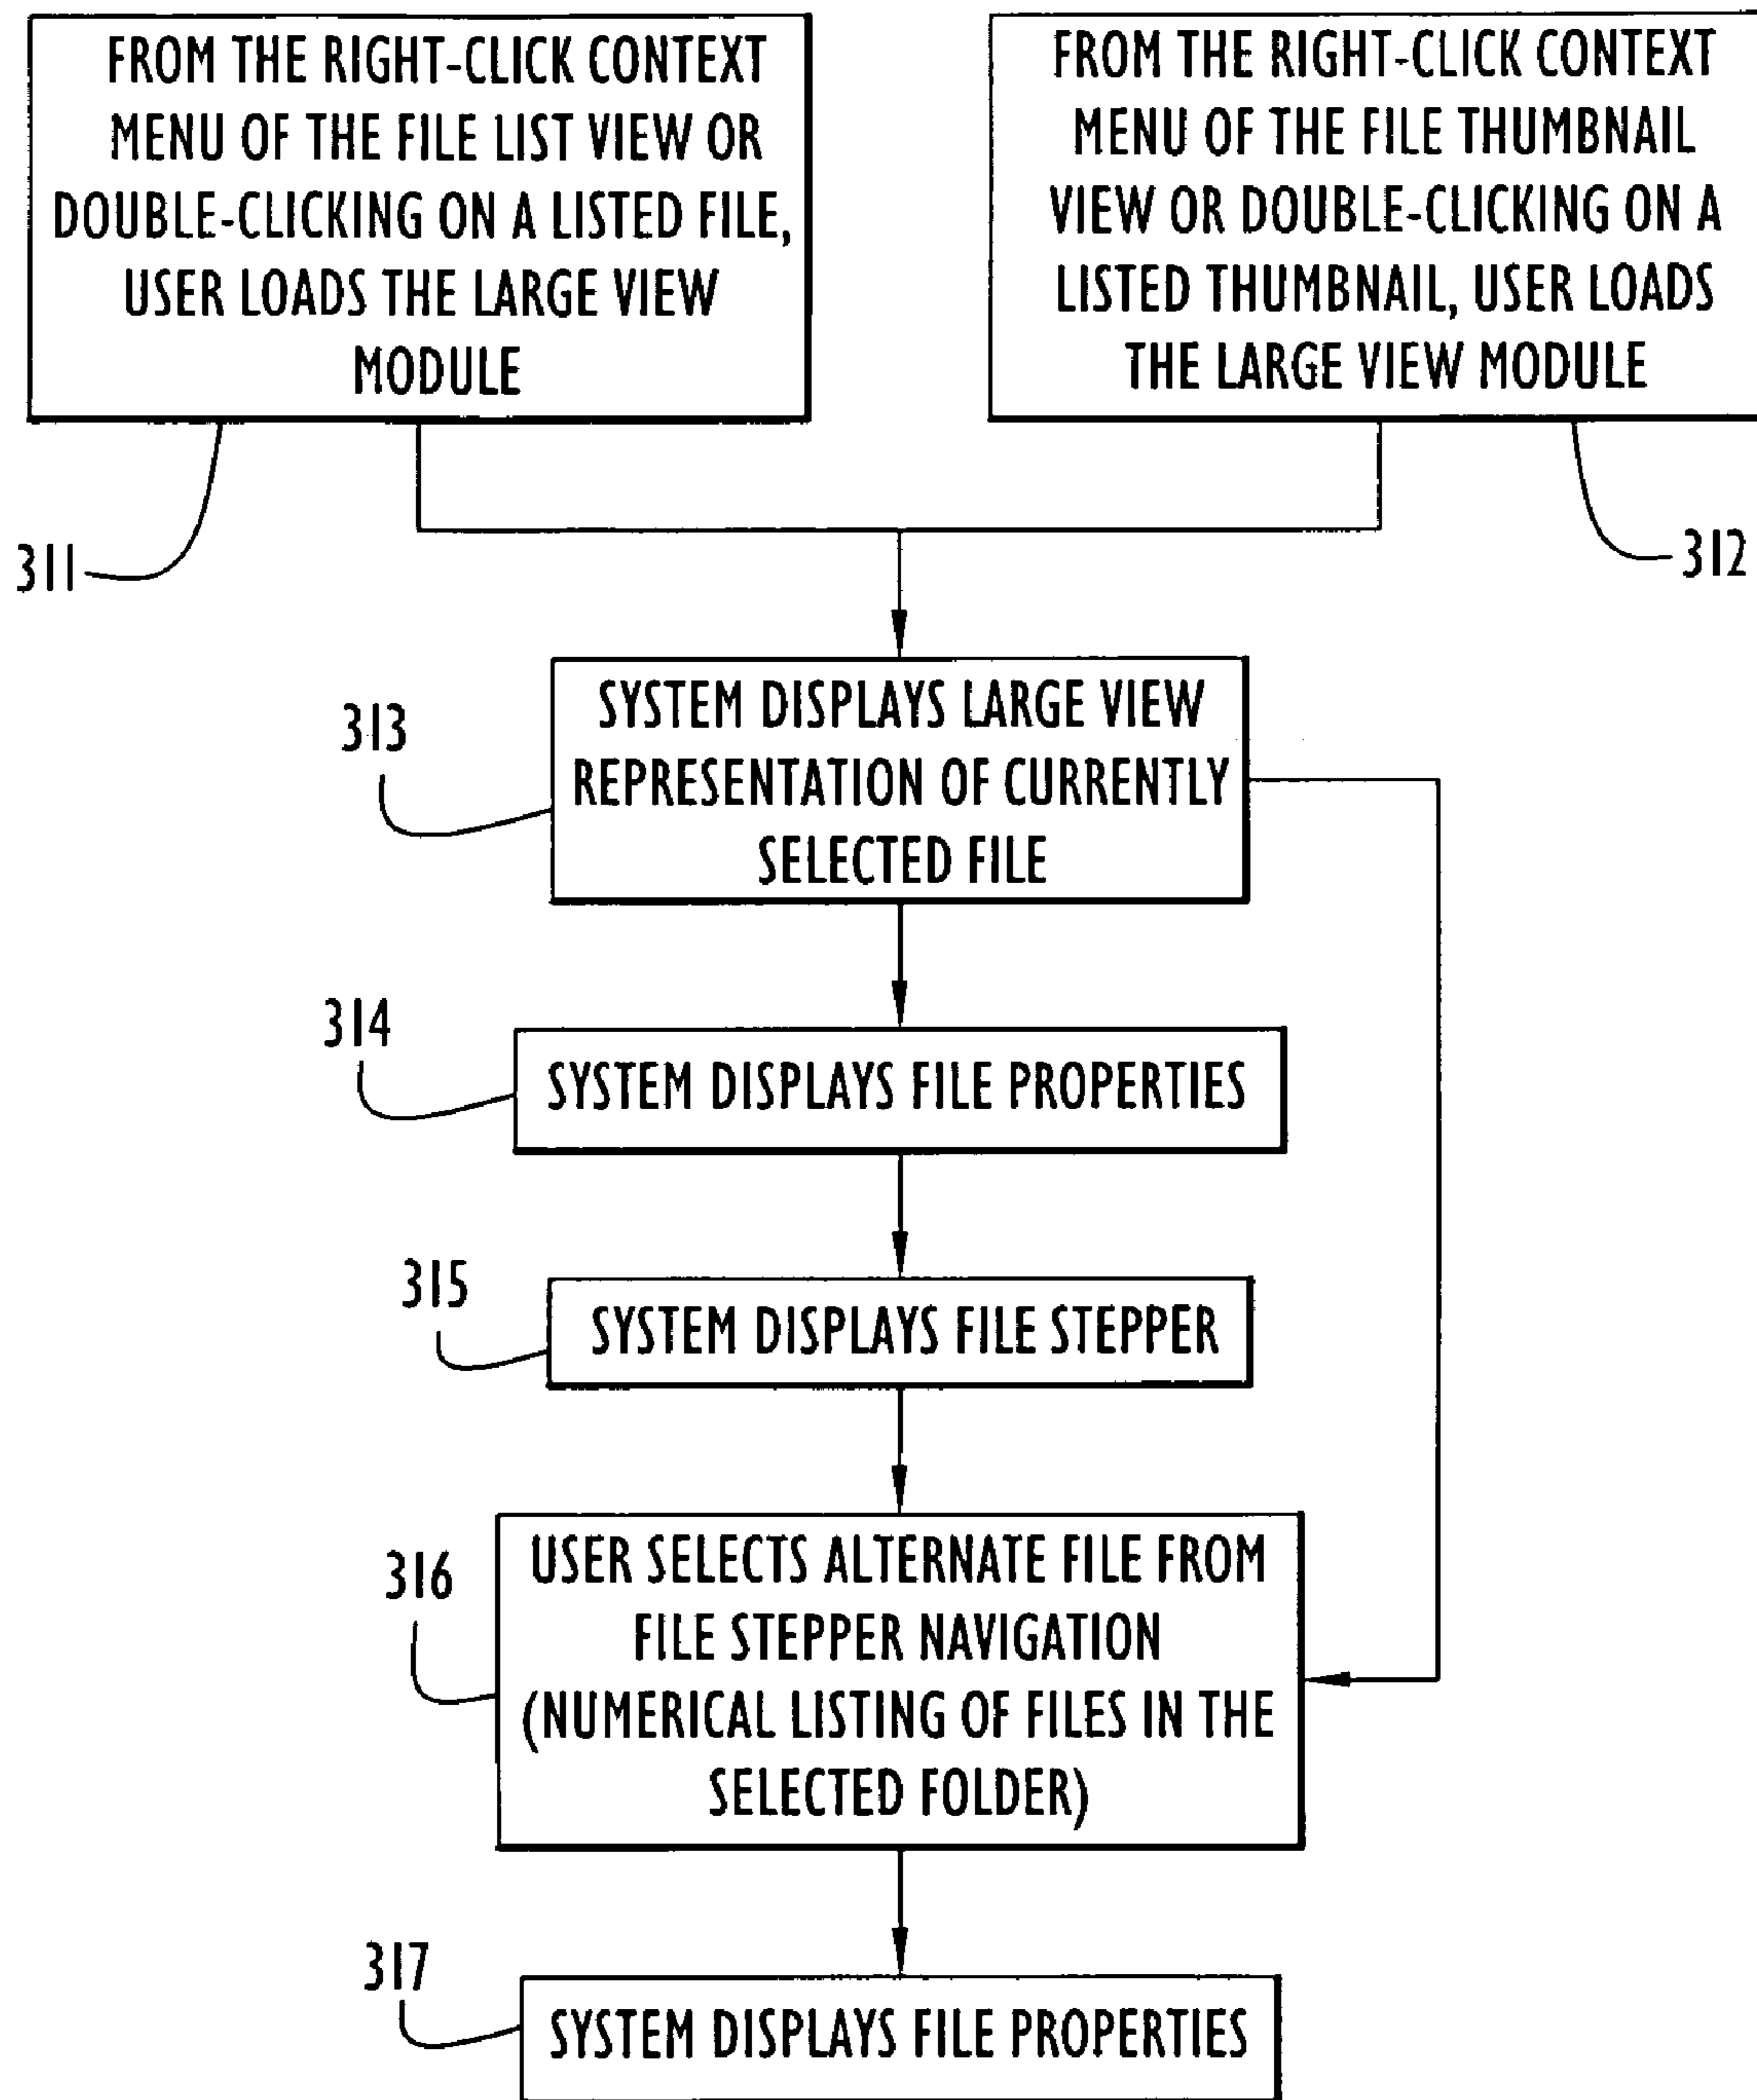 FROM THE RIGHT-CLICK CONTEXT
MENU OF THE FILE LIST VIEW OR
DOUBLE-CLICKING ON A LISTED FILE,
USER LOADS THE LARGE VIEW
MODULE
FROM THE RIGHT-CLICK CONTEXT
MENU OF THE FILE THUMBNAIL
VIEW OR DOUBLE-CLICKING ON A
LISTED THUMBNAIL, USER LOADS
THE LARGE VIEW MODULE
311
312
313
SYSTEM DISPLAYS LARGE VIEW
REPRESENTATION OF CURRENTLY
SELECTED FILE
314
SYSTEM DISPLAYS FILE PROPERTIES
315
SYSTEM DISPLAYS FILE STEPPER
316
USER SELECTS ALTERNATE FILE FROM
FILE STEPPER NAVIGATION
(NUMERICAL LISTING OF FILES IN THE
SELECTED FOLDER)
317
SYSTEM DISPLAYS FILE PROPERTIES